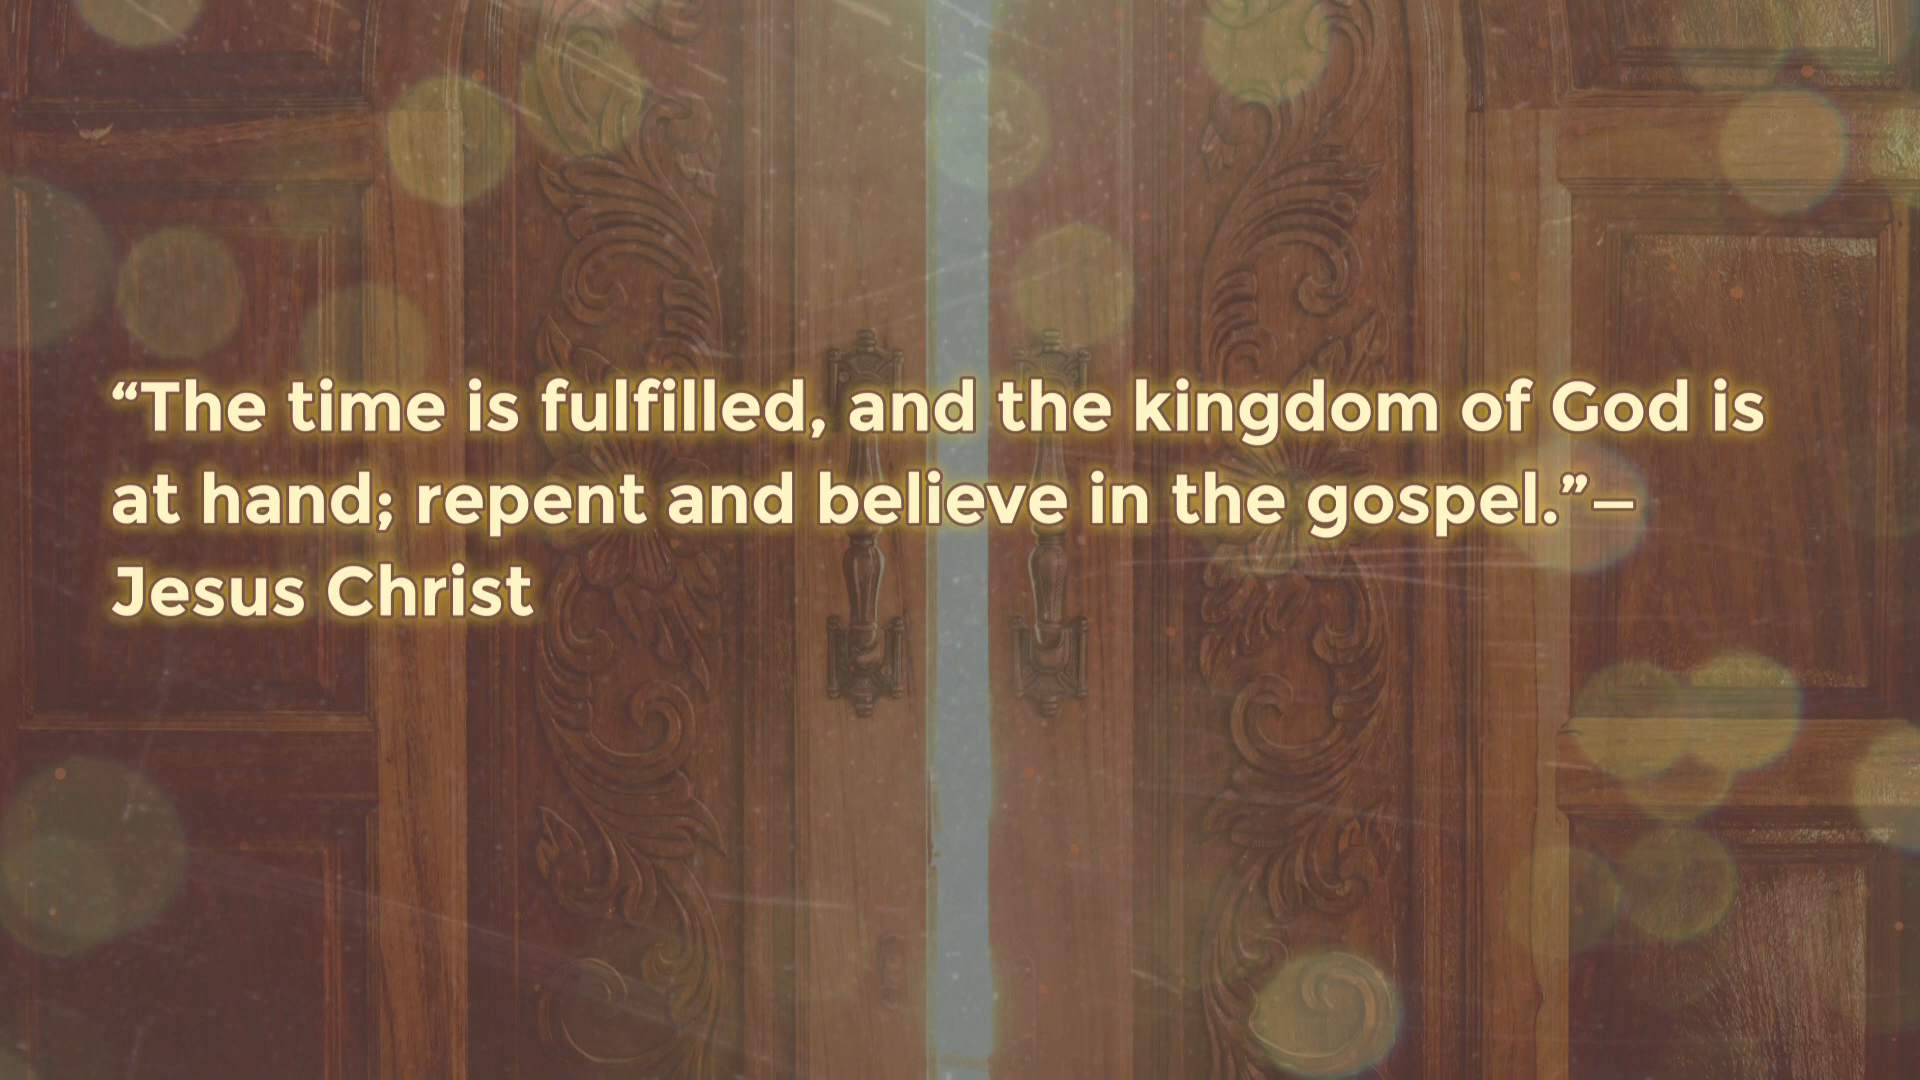 “The time is fulfilled, and the kingdom of God is
at hand; repent and believe in the gospel.”—
Jesus Christ